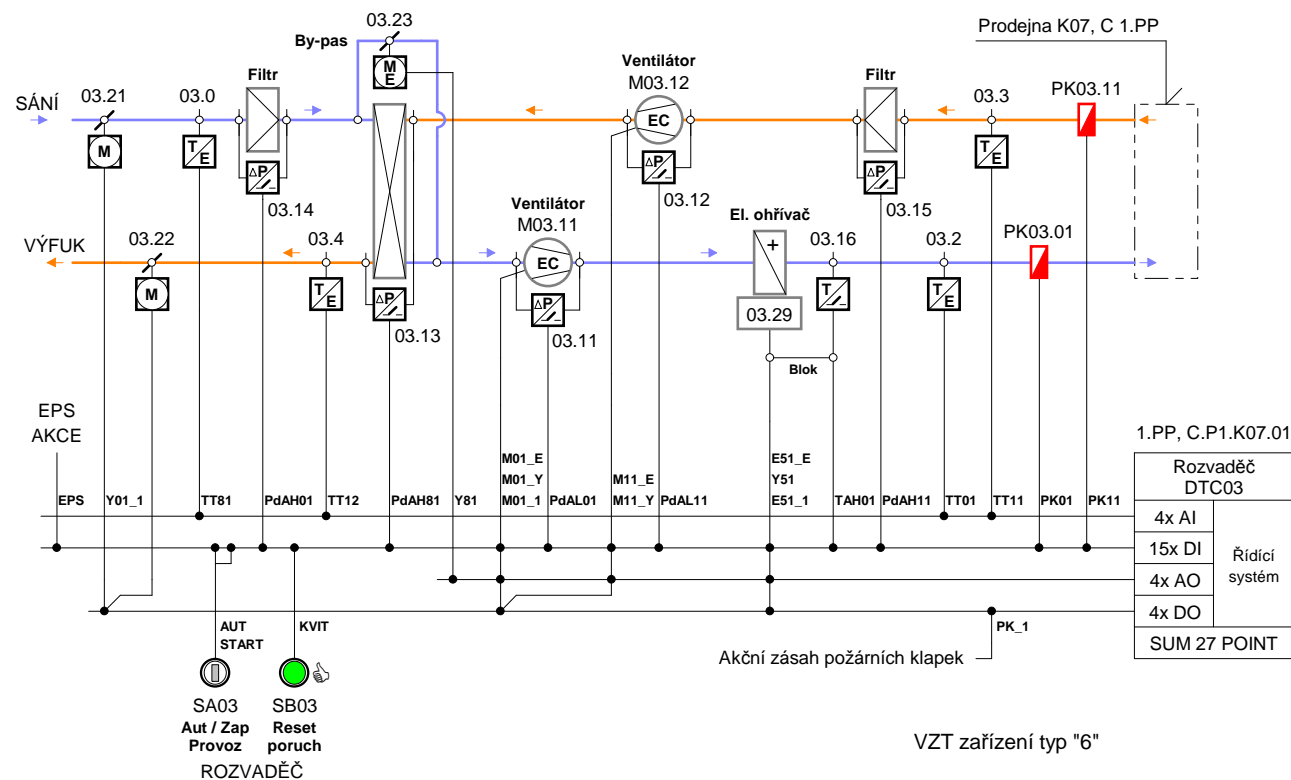 03.23
By-pas
M
E
Prodejna K07, C 1.PP
Ventilátor
M03.12
Filtr
Filtr
03.21
03.0
03.3
PK03.11
SÁNÍ
EC
M
T
E
ΔP
03.14
ΔP
03.12
ΔP
03.15
T
E
Ventilátor
M03.11
El. ohřívač
VÝFUK
03.22
03.4
03.16
03.2
PK03.01
EC
+
M
T
E
ΔP
03.13
ΔP
03.11
03.29
T
T
E
Blok
EPS
AKCE
1.PP, C.P1.K07.01
Rozvaděč
DTC03
M01_E
M01_Y
M01_1
M11_E
M11_Y
E51_E
Y51
E51_1
EPS
Y01_1
TT81
PdAH01
TT12
PdAH81
Y81
PdAL01
PdAL11
TAH01
PdAH11
TT01
TT11
PK01
PK11
4x AI
15x DI
4x AO
4x DO
Řídící
systém
SUM 27 POINT
AUT
START
KVIT
PK_1
Akční zásah požárních klapek
SA03
Aut / Zap
Provoz
SB03
Reset
poruch
ROZVADĚČ
VZT zařízení typ "6"